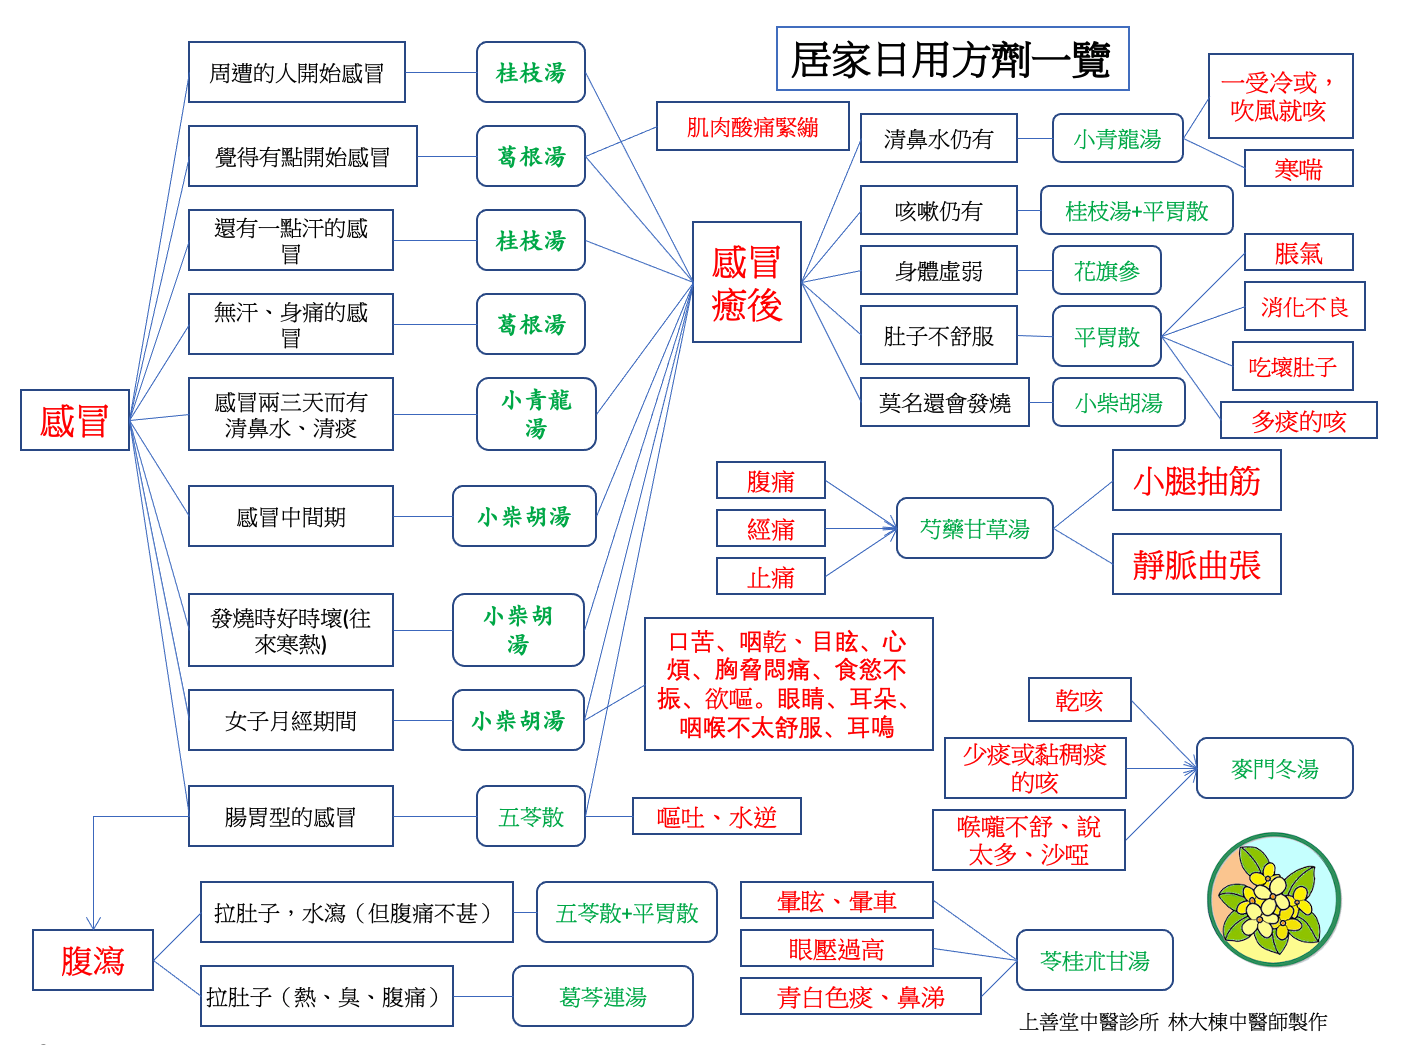 居家日用方劑一覽
感冒
周遭的人開始感冒
桂枝湯
覺得有點開始感冒
葛根湯
肌肉酸痛緊繃
還有一點汗的感
冒
桂枝湯
無汗、身痛的感
冒
葛根湯
感冒兩三天而有
清鼻水、清痰
小青龍
湯
感冒中間期
小柴胡湯
發燒時好時壞(往
來寒熱)
小柴胡
湯
女子月經期間
小柴胡湯
口苦、咽乾、目眩、心
煩、胸脅悶痛、食慾不
振、欲嘔。眼睛、耳朵、
咽喉不太舒服、耳鳴
腸胃型的感冒
五苓散
嘔吐、水逆
感冒
癒後
清鼻水仍有
小青龍湯
一受冷或，
吹風就咳
寒喘
咳嗽仍有
桂枝湯+平胃散
身體虛弱
花旗參
肚子不舒服
平胃散
脹氣
消化不良
吃壞肚子
多痰的咳
莫名還會發燒
小柴胡湯
腹痛
經痛
止痛
芍藥甘草湯
小腿抽筋
靜脈曲張
乾咳
少痰或黏稠痰
的咳
喉嚨不舒、說
太多、沙啞
麥門冬湯
腹瀉
拉肚子，水瀉（但腹痛不甚）
五苓散+平胃散
拉肚子（熱、臭、腹痛）
葛芩連湯
暈眩、暈車
眼壓過高
青白色痰、鼻涕
苓桂朮甘湯
上善堂中醫診所 林大棟中醫師製作